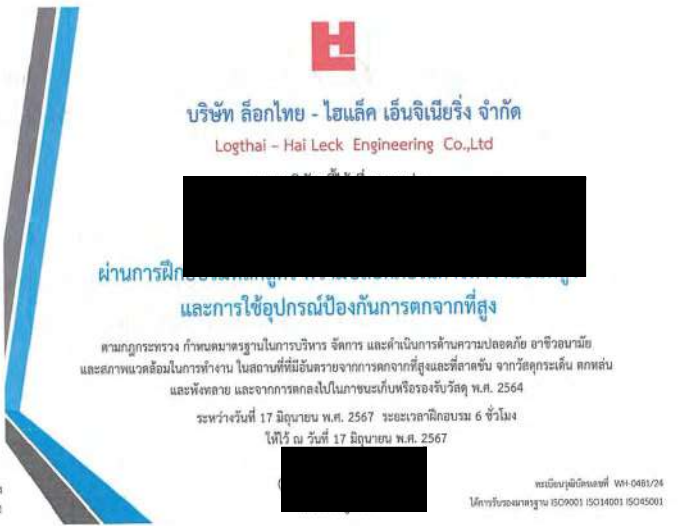 บริษัท ล็อกไทย - ไฮแล็ค เอ็นจิเนียริ่ง จำกัด
Logthai – Hai Leck Engineering Co.,Ltd
ผ่านการฝึก
และการใช้อุปกรณ์ป้องกันการตกจากที่สูง
ตามกฎกระทรวง กำหนดมาตรฐานในการบริหาร จัดการ และดำเนินการด้านความปลอดภัย อาชีวอนามัย
และสภาพแวดล้อมในการทำงาน ในสถานที่ที่มีอันตรายจากการตกจากที่สูงและที่ลาดชัน จากวัสดุกระเด็น ตกหล่น
และพังทลาย และจากการตกลงไปในภาชนะเก็บหรือรองรับวัสดุ พ.ศ. 2564
ระหว่างวันที่ 17 มิถุนายน พ.ศ. 2567 ระยะเวลาฝึกอบรม 6 ชั่วโมง
ให้ไว้ ณ วันที่ 17 มิถุนายน พ.ศ. 2567
ทะเบียนวุฒิบัตรเลขที่ WH-0481/24
ได้การรับรองมาตรฐาน ISO9001 ISO14001 ISO45001